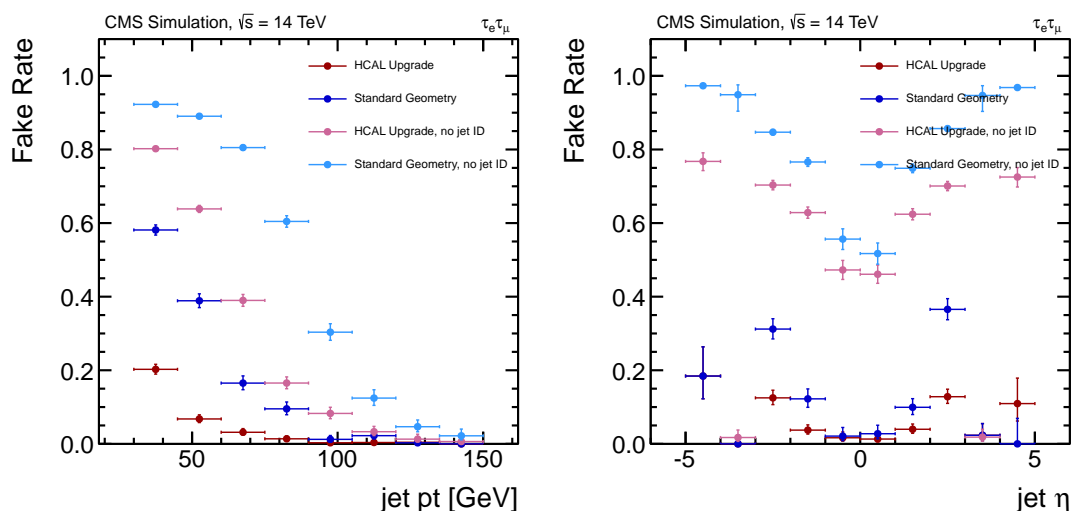 CMS Simulation, √s = 14 TeV
τeτμ
Fake Rate
1.0
0.8
0.6
0.4
0.2
0.0
HCAL Upgrade
Standard Geometry
HCAL Upgrade, no jet ID
Standard Geometry, no jet ID
50
100
150
jet pt [GeV]
CMS Simulation, √s = 14 TeV
τeτμ
Fake Rate
1.0
0.8
0.6
0.4
0.2
0.0
HCAL Upgrade
Standard Geometry
HCAL Upgrade, no jet ID
Standard Geometry, no jet ID
-5
0
5
jet η